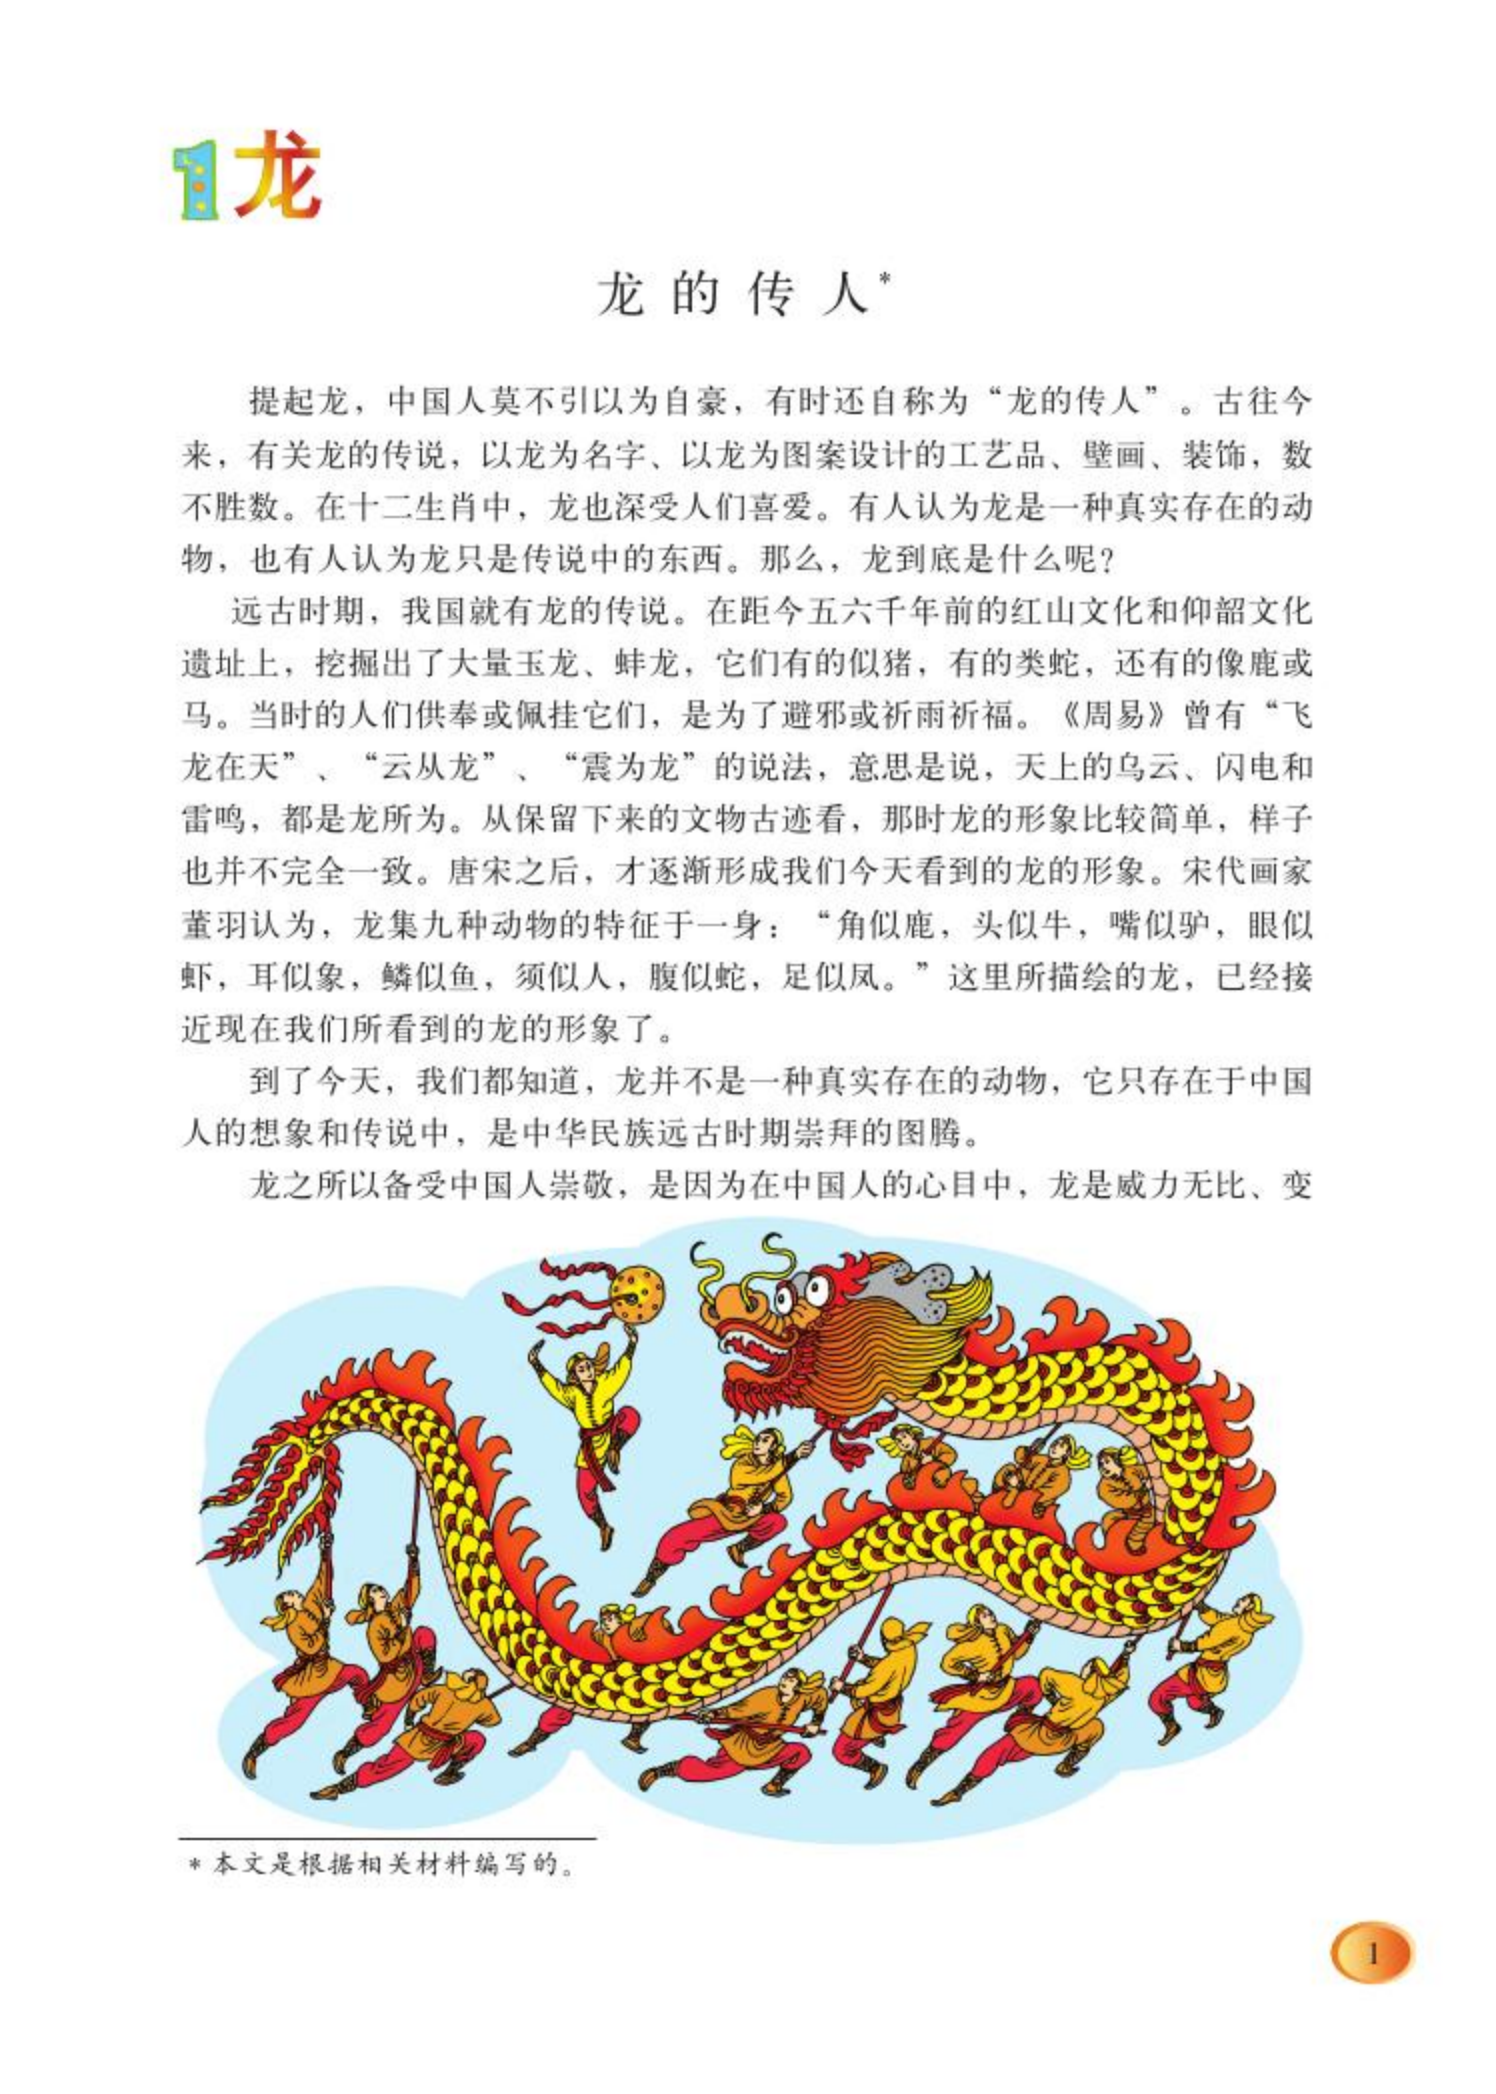 1龙
龙的传人*
提起龙，中国人莫不引以为自豪，有时还自称为“龙的传人”。古往今
来，有关龙的传说，以龙为名字、以龙为图案设计的工艺品、壁画、装饰，数
不胜数。在十二生肖中，龙也深受人们喜爱。有人认为龙是一种真实存在的动
物，也有人认为龙只是传说中的东西。那么，龙到底是什么呢？
远古时期，我国就有龙的传说。在距今五六千年前的红山文化和仰韶文化
遗址上，挖掘出了大量玉龙、蚌龙，它们有的似猪，有的类蛇，还有的像鹿或
马。当时的人们供奉或佩挂它们，是为了避邪或祈雨祈福。《周易》曾有“飞
龙在天”、“云从龙”、“震为龙”的说法，意思是说，天上的乌云、闪电和
雷鸣，都是龙所为。从保留下来的文物古迹看，那时龙的形象比较简单，样子
也并不完全一致。唐宋之后，才逐渐形成我们今天看到的龙的形象。宋代画家
董羽认为，龙集九种动物的特征于一身：“角似鹿，头似牛，嘴似驴，眼似
虾，耳似象，鳞似鱼，须似人，腹似蛇，足似凤。”这里所描绘的龙，已经接
近现在我们所看到的龙的形象了。
到了今天，我们都知道，龙并不是一种真实存在的动物，它只存在于中国
人的想象和传说中，是中华民族远古时期崇拜的图腾。
龙之所以备受中国人崇敬，是因为在中国人的心目中，龙是威力无比、变
* 本文是根据相关材料编写的。
1